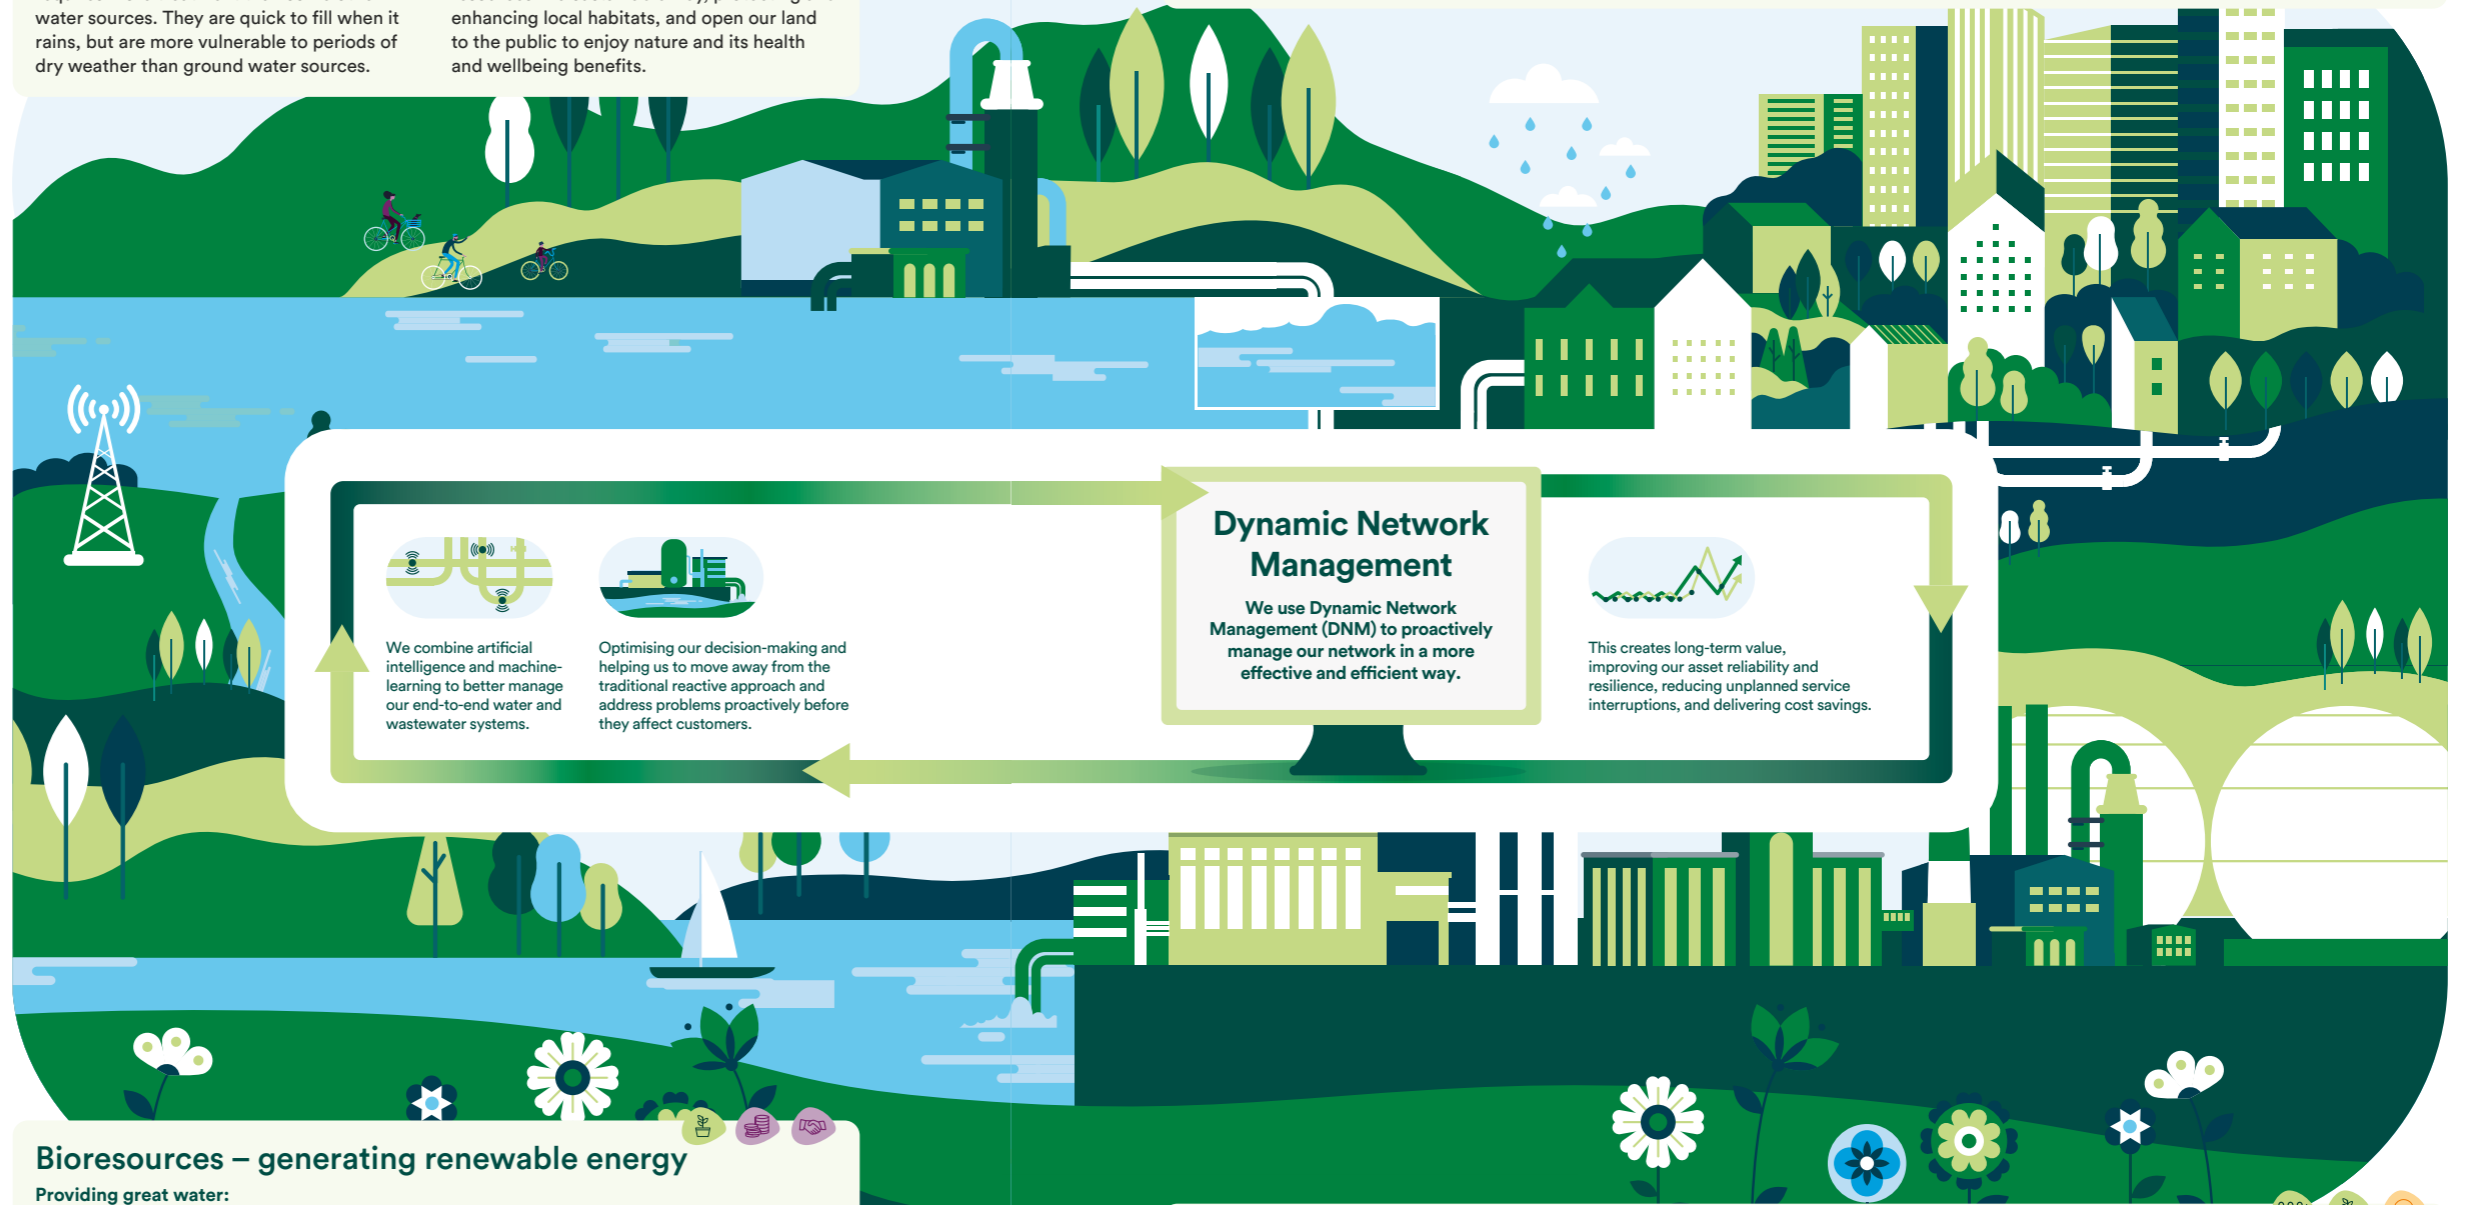 water sources. They are quick to fill when it
rains, but are more vulnerable to periods of
dry weather than ground water sources.
enhancing local habitats, and open our land
to the public to enjoy nature and its health
and wellbeing benefits.
We combine artificial
intelligence and machine-
learning to better manage
our end-to-end water and
wastewater systems.
Optimising our decision-making and
helping us to move away from the
traditional reactive approach and
address problems proactively before
they affect customers.
Dynamic Network
Management
We use Dynamic Network
Management (DNM) to proactively
manage our network in a more
effective and efficient way.
This creates long-term value,
improving our asset reliability and
resilience, reducing unplanned service
interruptions, and delivering cost savings.
Bioresources – generating renewable energy
Providing great water: